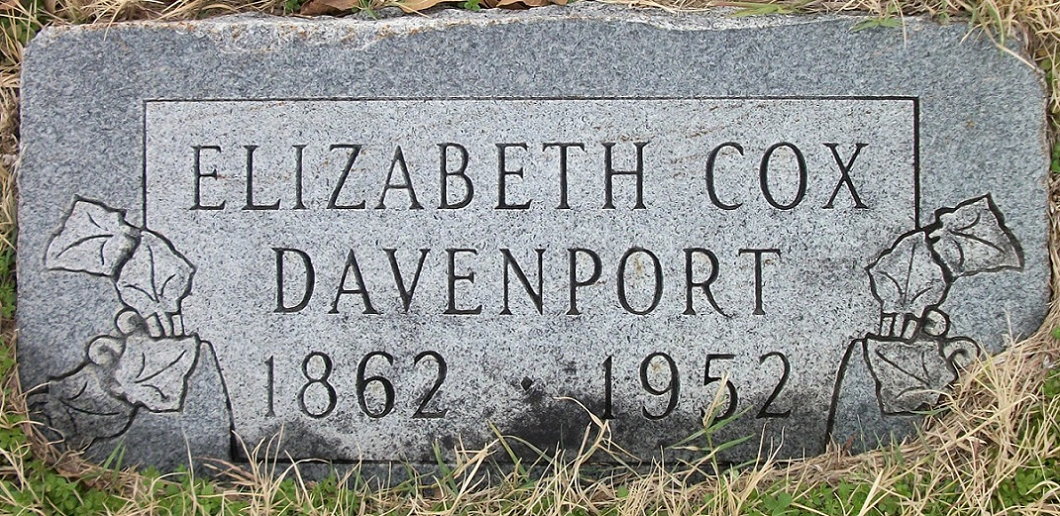 ELIZABETH COX
DAVENPORT
1862 · 1952